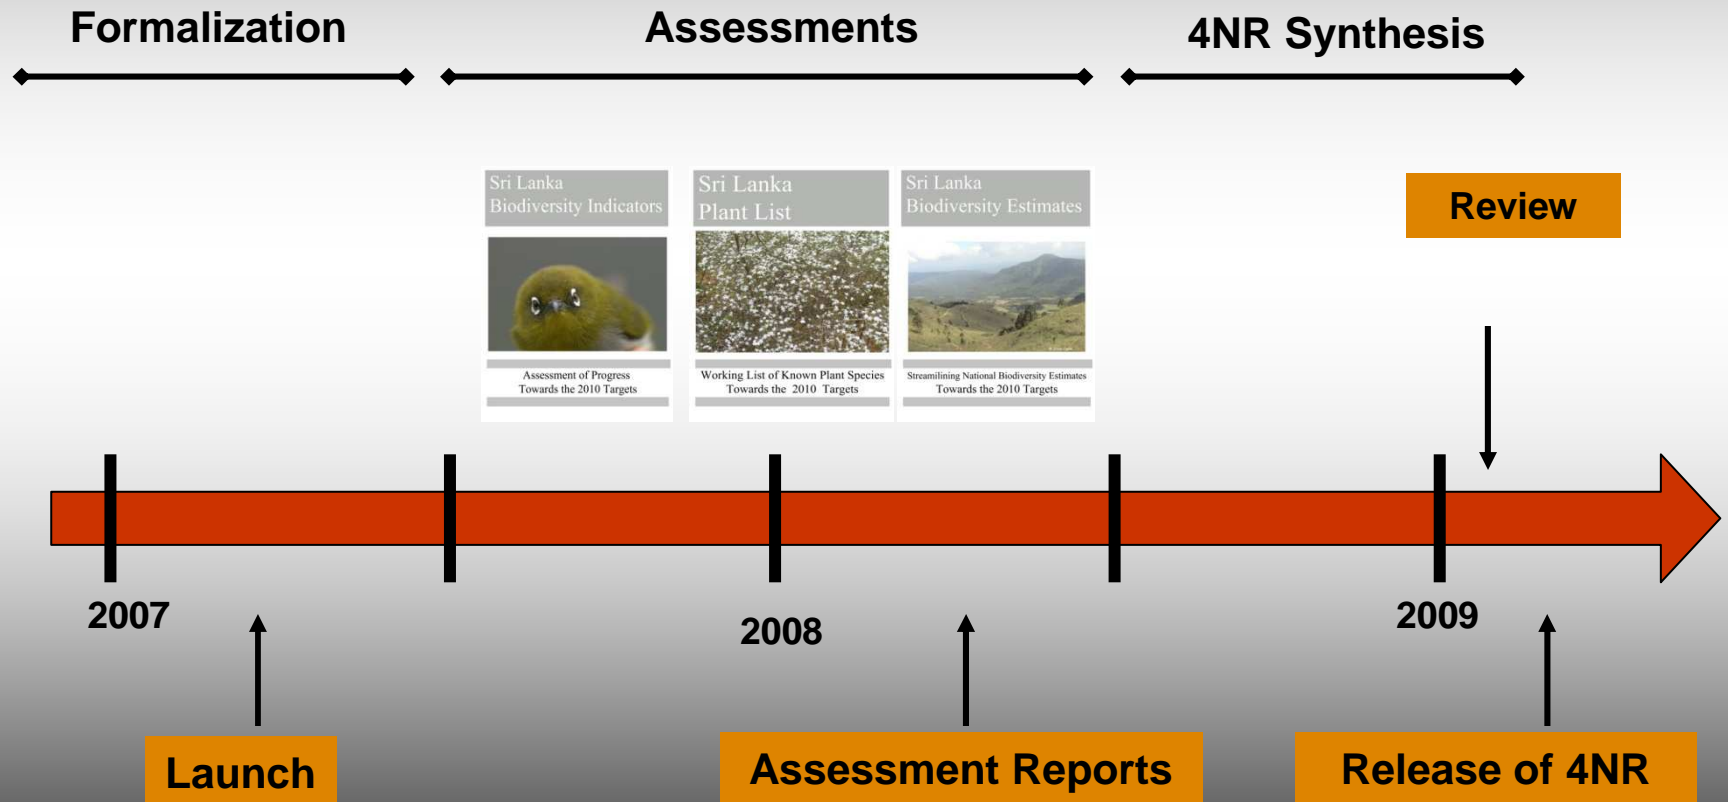 Formalization
Assessments
4NR Synthesis
Sri Lanka
Biodiversity Indicators
Assessment of Progress
Towards the 2010 Targets
Sri Lanka
Plant List
Working List of Known Plant Species
Towards the 2010 Targets
Sri Lanka
Biodiversity Estimates
Streamilining National Biodiversity Estimates
Towards the 2010 Targets
Review
2007
2008
2009
Launch
Assessment Reports
Release of 4NR